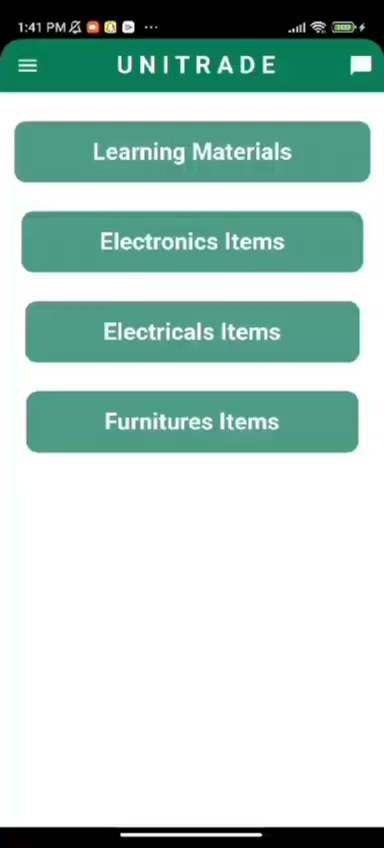 1:41 PM
UNITRADE
Learning Materials
Electronics Items
Electricals Items
Furnitures Items